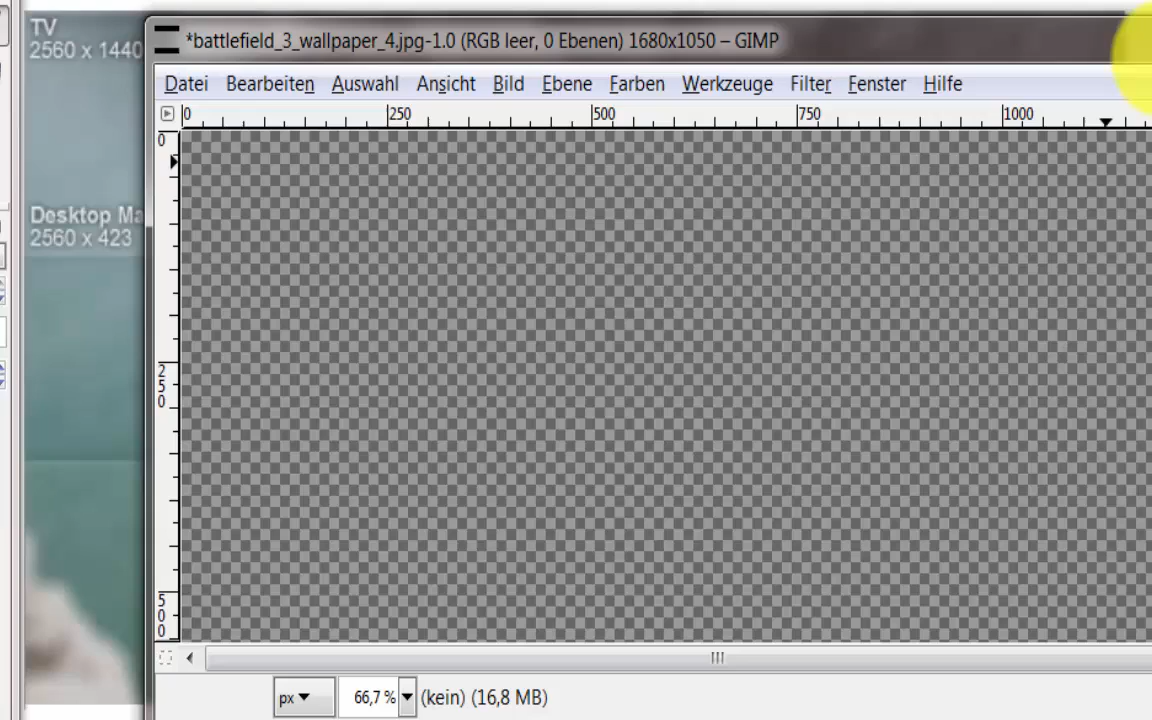 TV
2560 x 1440
*battlefield_3_wallpaper_4.jpg-1.0 (RGB leer, 0 Ebenen) 1680x1050 – GIMP
Datei Bearbeiten Auswahl Ansicht Bild Ebene Farben Werkzeuge Filter Fenster Hilfe
0 250 500 750 1000
0
Desktop Ma
2560 x 423
250
500
px 66,7 % (kein) (16,8 MB)